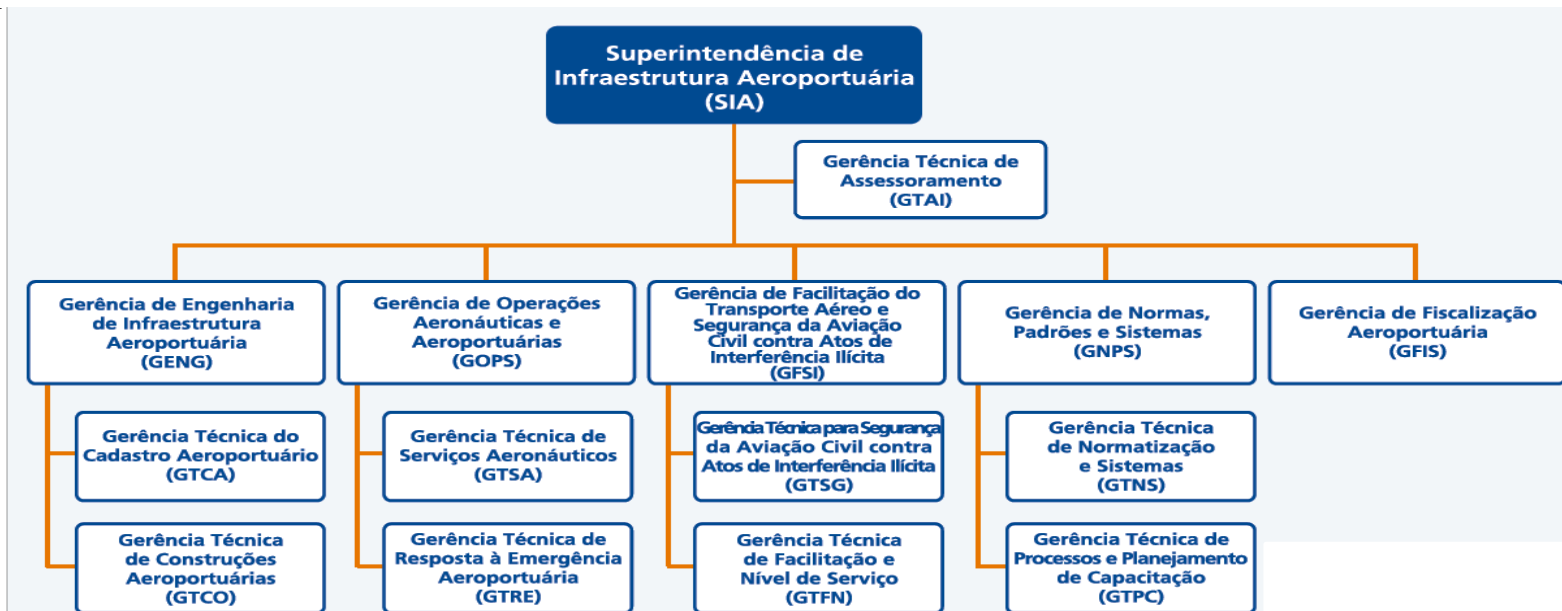 Superintendência de
Infraestrutura Aeroportuária
(SIA)
Gerência Técnica de
Assessoramento
(GTAI)
Gerência de Engenharia
de Infraestrutura
Aeroportuária
(GENG)
Gerência de Operações
Aeronáuticas e
Aeroportuárias
(GOPS)
Gerência de Facilitação do
Transporte Aéreo e
Segurança da Aviação
Civil contra Atos de
Interferência Ilícita
(GFSI)
Gerência de Normas,
Padrões e Sistemas
(GNPS)
Gerência de Fiscalização
Aeroportuária
(GFIS)
Gerência Técnica do
Cadastro Aeroportuário
(GTCA)
Gerência Técnica de
Serviços Aeronáuticos
(GTSA)
Gerência Técnica para Segurança
da Aviação Civil contra
Atos de Interferência Ilícita
(GTSG)
Gerência Técnica
de Normatização
e Sistemas
(GTNS)
Gerência Técnica
de Construções
Aeroportuárias
(GTCO)
Gerência Técnica de
Resposta à Emergência
Aeroportuária
(GTRE)
Gerência Técnica
de Facilitação e
Nível de Serviço
(GTFN)
Gerência Técnica de
Processos e Planejamento
de Capacitação
(GTPC)